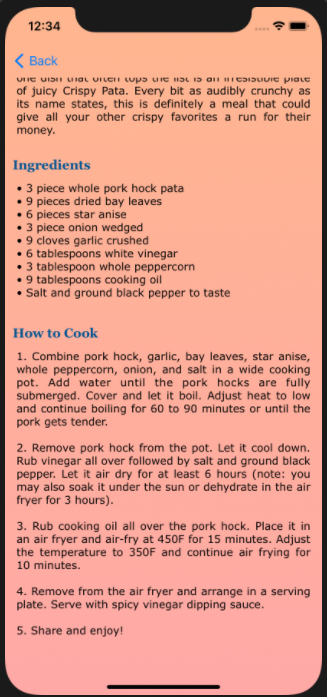 12:34
Back
one dish that often tops the list is an irresistible plate
of juicy Crispy Pata. Every bit as audibly crunchy as
its name states, this is definitely a meal that could
give all your other crispy favorites a run for their
money.
Ingredients
• 3 piece whole pork hock pata
• 9 pieces dried bay leaves
• 6 pieces star anise
• 3 piece onion wedged
• 9 cloves garlic crushed
• 6 tablespoons white vinegar
• 3 tablespoon whole peppercorn
• 9 tablespoons cooking oil
• Salt and ground black pepper to taste
How to Cook
1. Combine pork hock, garlic, bay leaves, star anise,
whole peppercorn, onion, and salt in a wide cooking
pot. Add water until the pork hocks are fully
submerged. Cover and let it boil. Adjust heat to low
and continue boiling for 60 to 90 minutes or until the
pork gets tender.
2. Remove pork hock from the pot. Let it cool down.
Rub vinegar all over followed by salt and ground black
pepper. Let it air dry for at least 6 hours (note: you
may also soak it under the sun or dehydrate in the air
fryer for 3 hours).
3. Rub cooking oil all over the pork hock. Place it in
an air fryer and air-fry at 450F for 15 minutes. Adjust
the temperature to 350F and continue air frying for
10 minutes.
4. Remove from the air fryer and arrange in a serving
plate. Serve with spicy vinegar dipping sauce.
5. Share and enjoy!